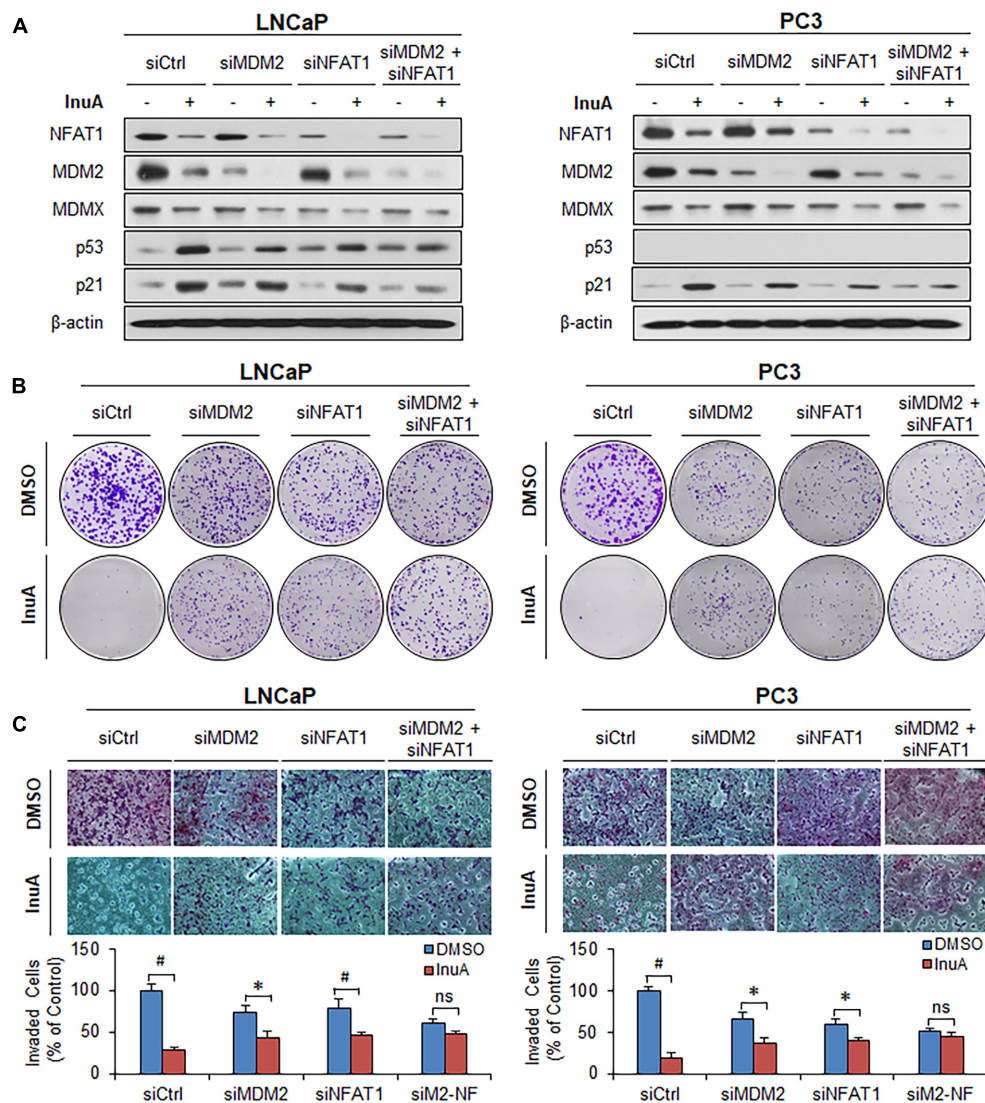 A
LNCaP
siCtrl siMDM2 siNFAT1 siMDM2 + siNFAT1
InuA - + - + - + - +
NFAT1
MDM2
MDMX
p53
p21
β-actin
PC3
siCtrl siMDM2 siNFAT1 siMDM2 + siNFAT1
InuA - + - + - + - +
NFAT1
MDM2
MDMX
p53
p21
β-actin
B
LNCaP
siCtrl siMDM2 siNFAT1 siMDM2 + siNFAT1
DMSO
InuA
PC3
siCtrl siMDM2 siNFAT1 siMDM2 + siNFAT1
DMSO
InuA
C
LNCaP
siCtrl siMDM2 siNFAT1 siMDM2 + siNFAT1
DMSO
InuA
Invaded Cells (% of Control)
150
100
50
0
# * # ns
DMSO
InuA
siCtrl siMDM2 siNFAT1 siM2-NF
PC3
siCtrl siMDM2 siNFAT1 siMDM2 + siNFAT1
DMSO
InuA
Invaded Cells (% of Control)
150
100
50
0
# * * ns
DMSO
InuA
siCtrl siMDM2 siNFAT1 siM2-NF